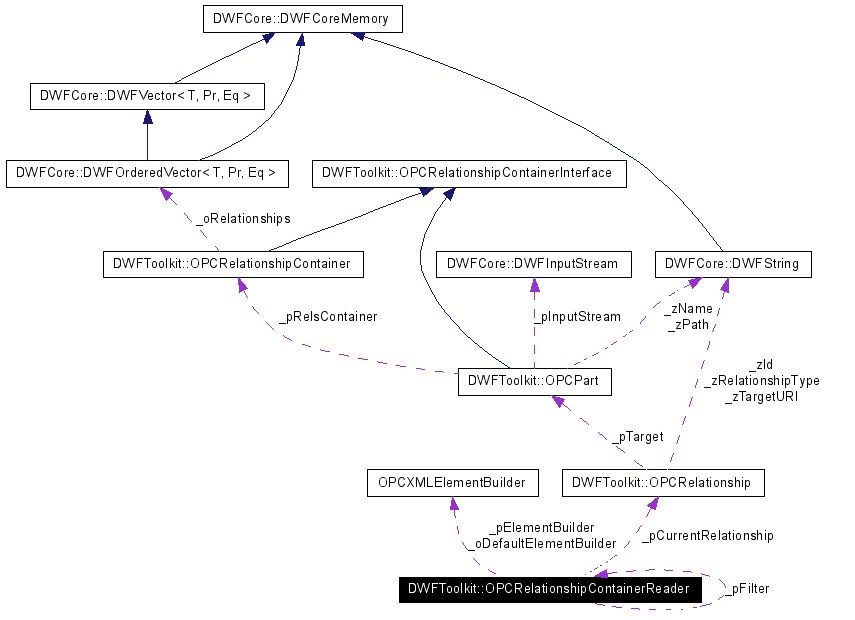 DWFCore::DWFCoreMemory
DWFCore::DWFVector< T, Pr, Eq >
DWFCore::DWFOrderedVector< T, Pr, Eq >
DWFToolkit::OPCRelationshipContainerInterface
_oRelationships
DWFToolkit::OPCRelationshipContainer
DWFCore::DWFInputStream
DWFCore::DWFString
_pRelsContainer
_pInputStream
_zName
_zPath
DWFToolkit::OPCPart
_zId
_zRelationshipType
_zTargetURI
_pTarget
OPCXMLElementBuilder
DWFToolkit::OPCRelationship
_pElementBuilder
_oDefaultElementBuilder
_pCurrentRelationship
DWFToolkit::OPCRelationshipContainerReader
_pFilter